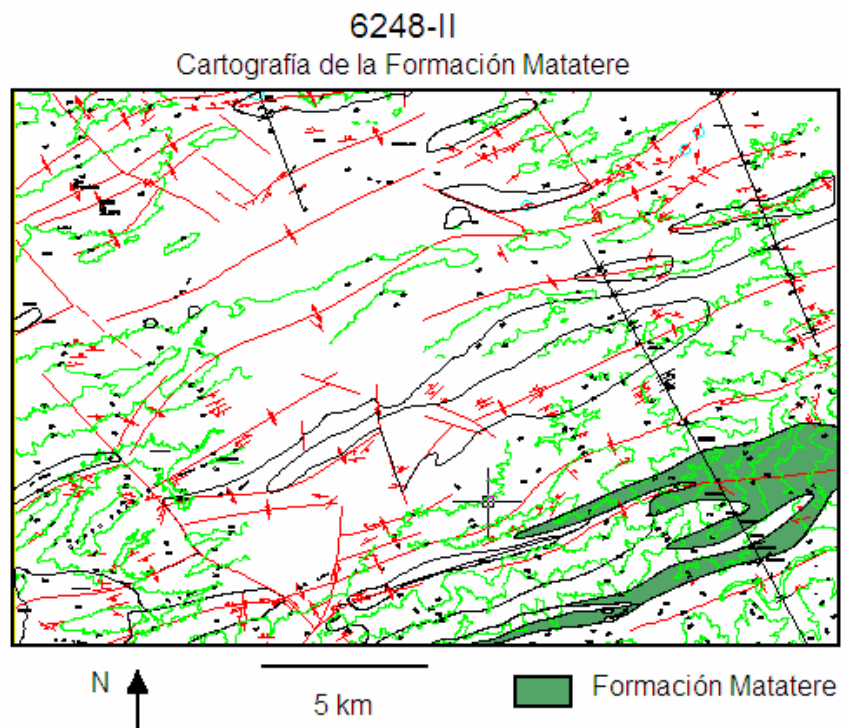 6248-II
Cartografía de la Formación Matatere
N
5 km
Formación Matatere